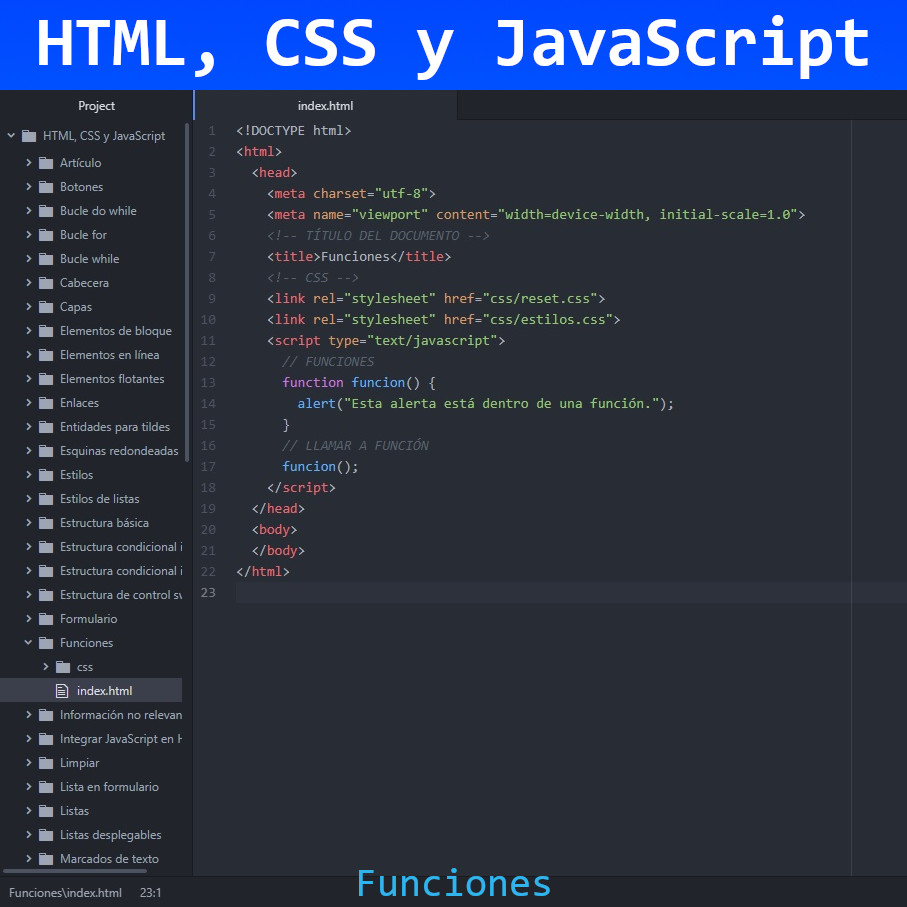 HTML, CSS y JavaScript
Project
HTML, CSS y JavaScript
Artículo
Botones
Bucle do while
Bucle for
Bucle while
Cabecera
Capas
Elementos de bloque
Elementos en línea
Elementos flotantes
Enlaces
Entidades para tildes
Esquinas redondeadas
Estilos
Estilos de listas
Estructura básica
Estructura condicional i
Estructura condicional i
Estructura de control sw
Formulario
Funciones
css
index.html
Información no relevan
Integrar JavaScript en H
Limpiar
Lista en formulario
Listas
Listas desplegables
Marcados de texto
index.html
1 <!DOCTYPE html>
2 <html>
3 <head>
4 <meta charset="utf-8">
5 <meta name="viewport" content="width=device-width, initial-scale=1.0">
6 <!-- TÍTULO DEL DOCUMENTO -->
7 <title>Funciones</title>
8 <!-- CSS -->
9 <link rel="stylesheet" href="css/reset.css">
10 <link rel="stylesheet" href="css/estilos.css">
11 <script type="text/javascript">
12 // FUNCIONES
13 function funcion() {
14 alert("Esta alerta está dentro de una función.");
15 }
16 // LLAMAR A FUNCIÓN
17 funcion();
18 </script>
19 </head>
20 <body>
21 </body>
22 </html>
23
Funciones\index.html 23:1
Funciones